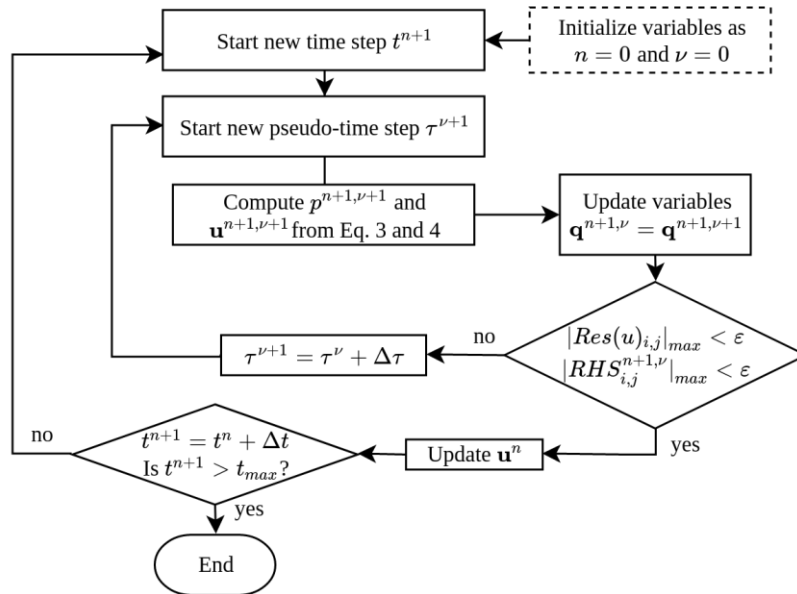 Start new time step t^{n+1}
Initialize variables as
n = 0 and ν = 0
Start new pseudo-time step τ^{ν+1}
Compute p^{n+1,ν+1} and
u^{n+1,ν+1} from Eq. 3 and 4
Update variables
q^{n+1,ν} = q^{n+1,ν+1}
|Res(u)_{i,j}|_{max} < ε
|RHS_{i,j}^{n+1,ν}|_{max} < ε
no
τ^{ν+1} = τ^ν + Δτ
yes
Update u^n
t^{n+1} = t^n + Δt
Is t^{n+1} > t_{max}?
no
yes
End